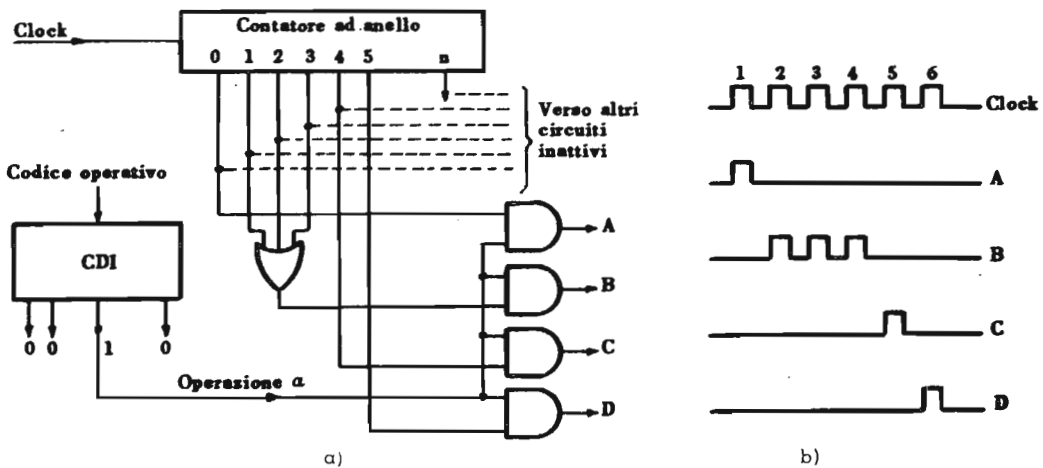 Clock
Contatore ad anello
0 1 2 3 4 5 n
Verso altri
circuiti
inattivi
Codice operativo
CDI
0 0 1 0
Operazione α
A
B
C
D
a)
1 2 3 4 5 6
Clock
A
B
C
D
b)